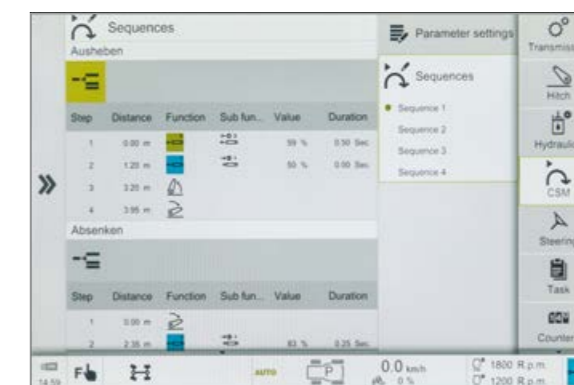 Sequences
Ausheben
Step Distance Function Sub fun... Value Duration
1 0.00 m 59 % 0.50 Sec.
2 1.20 m 50 % 0.00 Sec.
3 3.20 m
4 3.95 m
Absenken
Step Distance Function Sub fun... Value Duration
1 0.00 m
2 2.35 m 83 % 0.25 Sec.
Parameter settings
Sequences
Sequence 1
Sequence 2
Sequence 3
Sequence 4
Transmiss
Hitch
Hydraulic
CSM
Steering
Task
Counter
14:59
F
AUTO
P
0.0 km/h
0 %
1800 R.p.m.
1200 R.p.m.